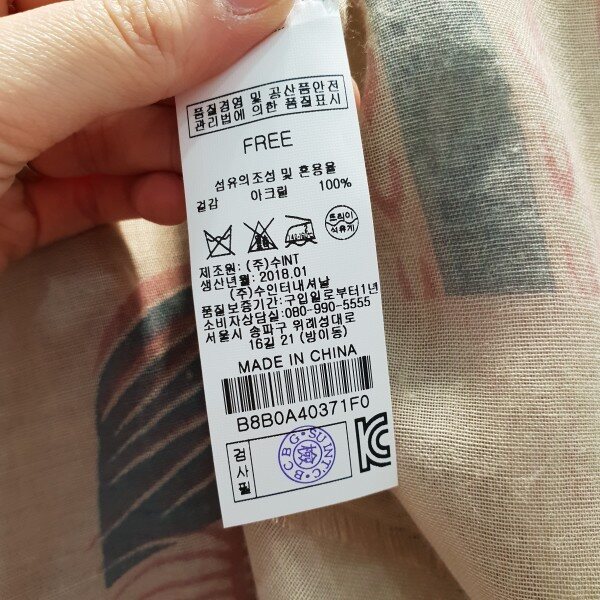 품질경영 및 공산품안전
관리법에 의한 품질표시
FREE
섬유의조성 및 혼용율
겉감 아크릴 100%
드라이
석유계
제조원: (주)수INT
생산년월: 2018.01
(주)수인터내셔날
품질보증기간: 구입일로부터1년
소비자상담실: 080-990-5555
서울시 송파구 위례성대로
16길 21 (방이동)
MADE IN CHINA
B8B0A40371F0
검사필
BCBG·SU INT'C